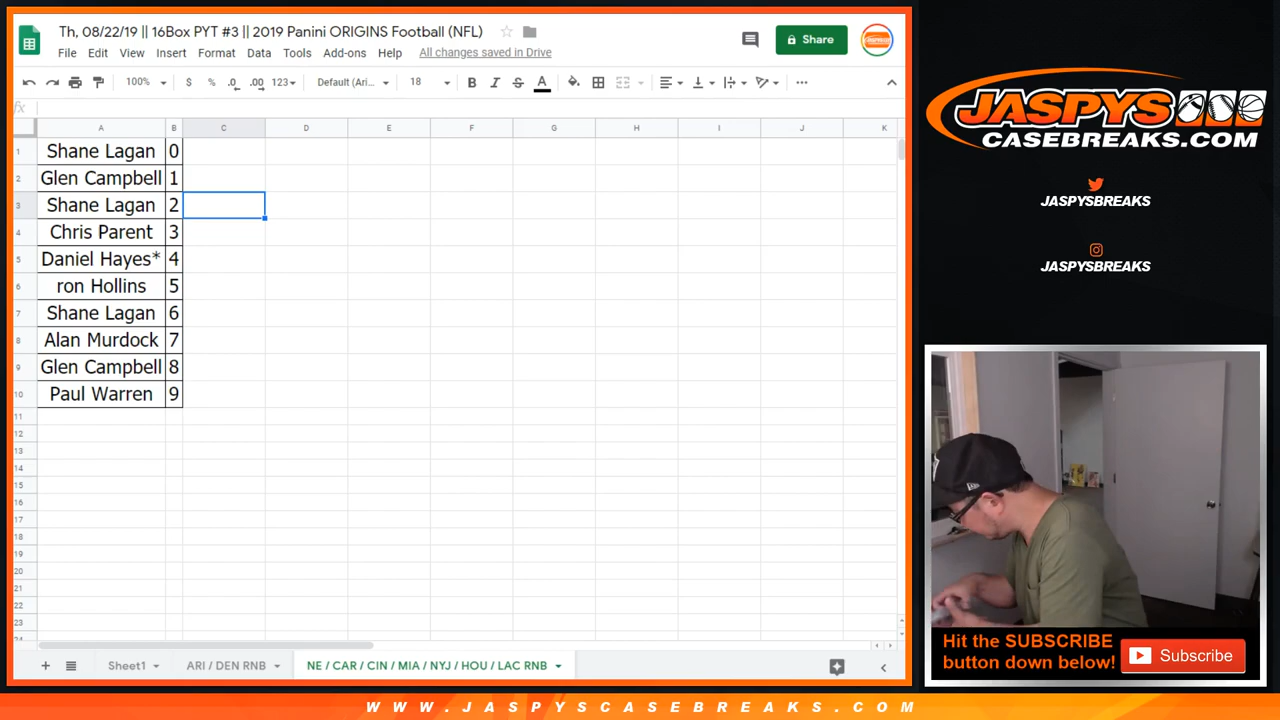 Th, 08/22/19 || 16Box PYT #3 || 2019 Panini ORIGINS Football (NFL)
File Edit View Insert Format Data Tools Add-ons Help All changes saved in Drive
Share
100% $ % .0 .00 123 Default (Ari... 18 B I S A
fx
A B C D E F G H I J K
1 Shane Lagan 0
2 Glen Campbell 1
3 Shane Lagan 2
4 Chris Parent 3
5 Daniel Hayes* 4
6 ron Hollins 5
7 Shane Lagan 6
8 Alan Murdock 7
9 Glen Campbell 8
10 Paul Warren 9
11
12
13
14
15
16
17
18
19
20
21
22
23
Sheet1 ARI / DEN RNB NE / CAR / CIN / MIA / NYJ / HOU / LAC RNB
JASPYS
CASEBREAKS.COM
JASPYSBREAKS
JASPYSBREAKS
Hit the SUBSCRIBE
button down below!
Subscribe
WWW.JASPYSCASEBREAKS.COM